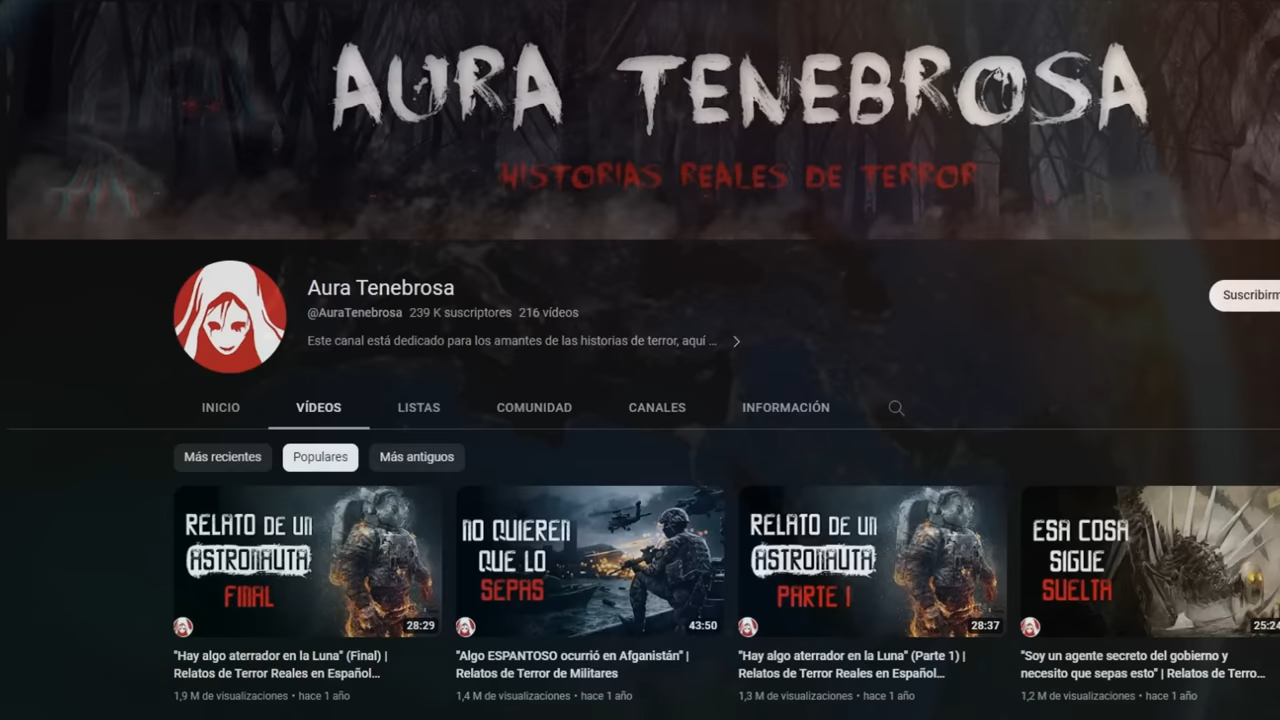 AURA TENEBROSA
HISTORIAS REALES DE TERROR
Aura Tenebrosa
@AuraTenebrosa 239 K suscriptores 216 vídeos
Este canal está dedicado para los amantes de las historias de terror, aquí ...
Suscribirm
INICIO VÍDEOS LISTAS COMUNIDAD CANALES INFORMACIÓN
Más recientes Populares Más antiguos
RELATO DE UN
ASTRONAUTA
FINAL
28:29
NO QUIEREN
QUE LO
SEPAS
43:50
RELATO DE UN
ASTRONAUTA
PARTE I
28:37
ESA COSA
SIGUE
SUELTA
25:24
"Hay algo aterrador en la Luna" (Final) |
Relatos de Terror Reales en Español...
1,9 M de visualizaciones • hace 1 año
"Algo ESPANTOSO ocurrió en Afganistán" |
Relatos de Terror de Militares
1,4 M de visualizaciones • hace 1 año
"Hay algo aterrador en la Luna" (Parte 1) |
Relatos de Terror Reales en Español...
1,3 M de visualizaciones • hace 1 año
"Soy un agente secreto del gobierno y
necesito que sepas esto" | Relatos de Terro...
1,2 M de visualizaciones • hace 1 año